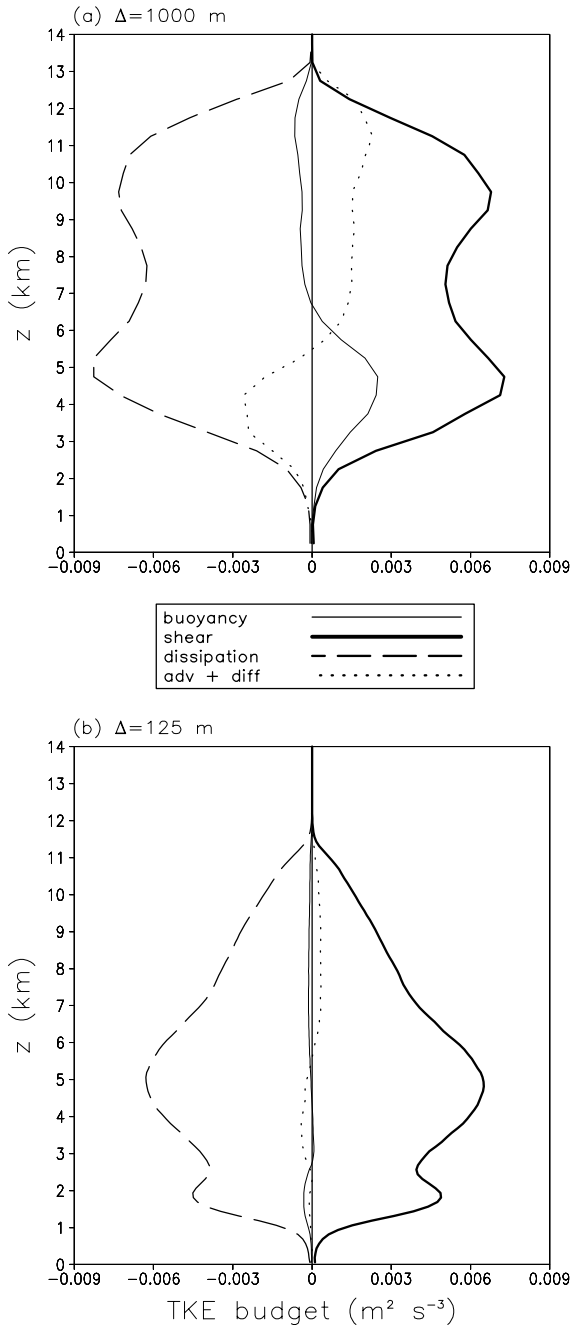 (a) Δ=1000 m
14
13
12
11
10
9
8
7
6
5
4
3
2
1
0
z (km)
−0.009 −0.006 −0.003 0 0.003 0.006 0.009
buoyancy
shear
dissipation
adv + diff
(b) Δ=125 m
14
13
12
11
10
9
8
7
6
5
4
3
2
1
0
z (km)
−0.009 −0.006 −0.003 0 0.003 0.006 0.009
TKE budget (m² s⁻³)